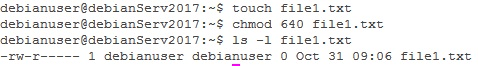 debianuser@debianServ2017:~$ touch file1.txt
debianuser@debianServ2017:~$ chmod 640 file1.txt
debianuser@debianServ2017:~$ ls -l file1.txt
-rw-r----- 1 debianuser debianuser 0 Oct 31 09:06 file1.txt